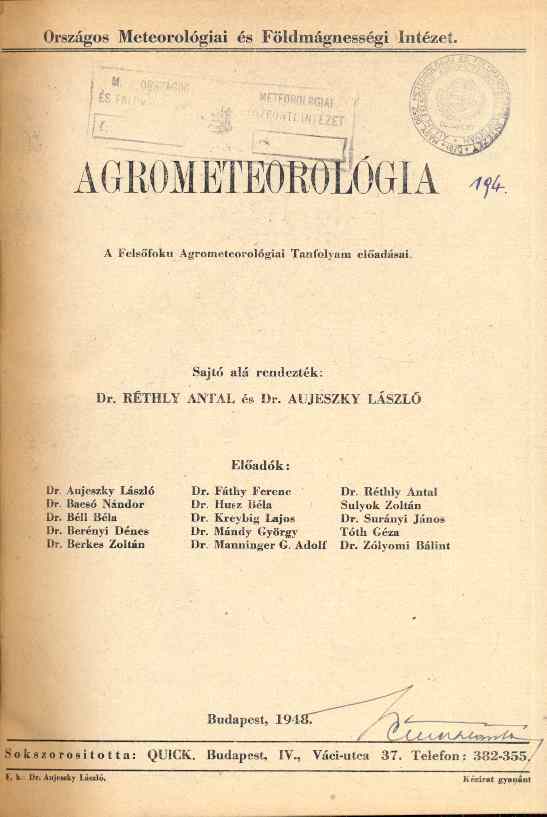 Országos Meteorológiai és Földmágnességi Intézet.
METEOROLOGIAI
KÖZPONTI INTÉZET
AGROMETEOROLÓGIA
194.
A Felsőfoku Agrometeorológiai Tanfolyam előadásai.
Sajtó alá rendezték:
Dr. RÉTHLY ANTAL és Dr. AUJESZKY LÁSZLÓ
Előadók:
Dr. Aujeszky László Dr. Fáthy Ferenc Dr. Réthly Antal
Dr. Bacsó Nándor Dr. Husz Béla Sulyok Zoltán
Dr. Béll Béla Dr. Kreybig Lajos Dr. Surányi János
Dr. Berényi Dénes Dr. Mándy György Tóth Géza
Dr. Berkes Zoltán Dr. Manninger G. Adolf Dr. Zólyomi Bálint
Budapest, 1948.
Sokszorositotta: QUICK. Budapest, IV., Váci-utca 37. Telefon: 382-355.
F. k. Dr. Aujeszky László. Kézirat gyanánt